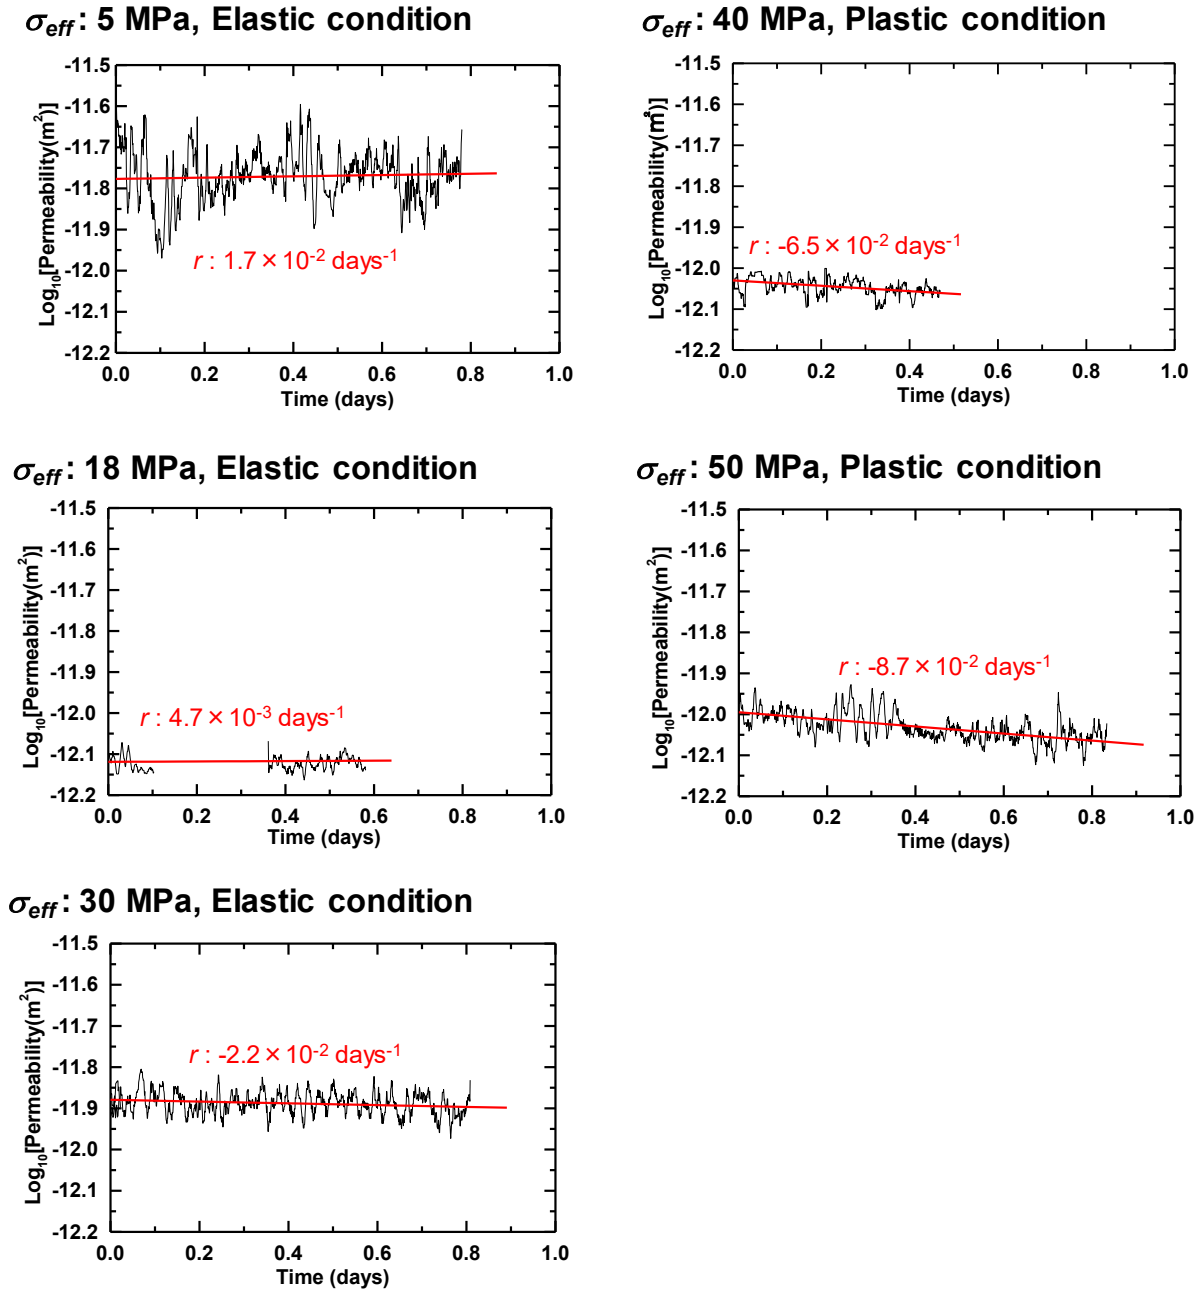 σeff : 5 MPa, Elastic condition
-11.5
-11.6
-11.7
-11.8
-11.9
-12.0
-12.1
-12.2
Log10[Permeability(m2)]
r : 1.7×10-2 days-1
0.0 0.2 0.4 0.6 0.8 1.0
Time (days)
σeff : 40 MPa, Plastic condition
-11.5
-11.6
-11.7
-11.8
-11.9
-12.0
-12.1
-12.2
Log10[Permeability(m2)]
r : -6.5×10-2 days-1
0.0 0.2 0.4 0.6 0.8 1.0
Time (days)
σeff : 18 MPa, Elastic condition
-11.5
-11.6
-11.7
-11.8
-11.9
-12.0
-12.1
-12.2
Log10[Permeability(m2)]
r : 4.7×10-3 days-1
0.0 0.2 0.4 0.6 0.8 1.0
Time (days)
σeff : 50 MPa, Plastic condition
-11.5
-11.6
-11.7
-11.8
-11.9
-12.0
-12.1
-12.2
Log10[Permeability(m2)]
r : -8.7×10-2 days-1
0.0 0.2 0.4 0.6 0.8 1.0
Time (days)
σeff : 30 MPa, Elastic condition
-11.5
-11.6
-11.7
-11.8
-11.9
-12.0
-12.1
-12.2
Log10[Permeability(m2)]
r : -2.2×10-2 days-1
0.0 0.2 0.4 0.6 0.8 1.0
Time (days)